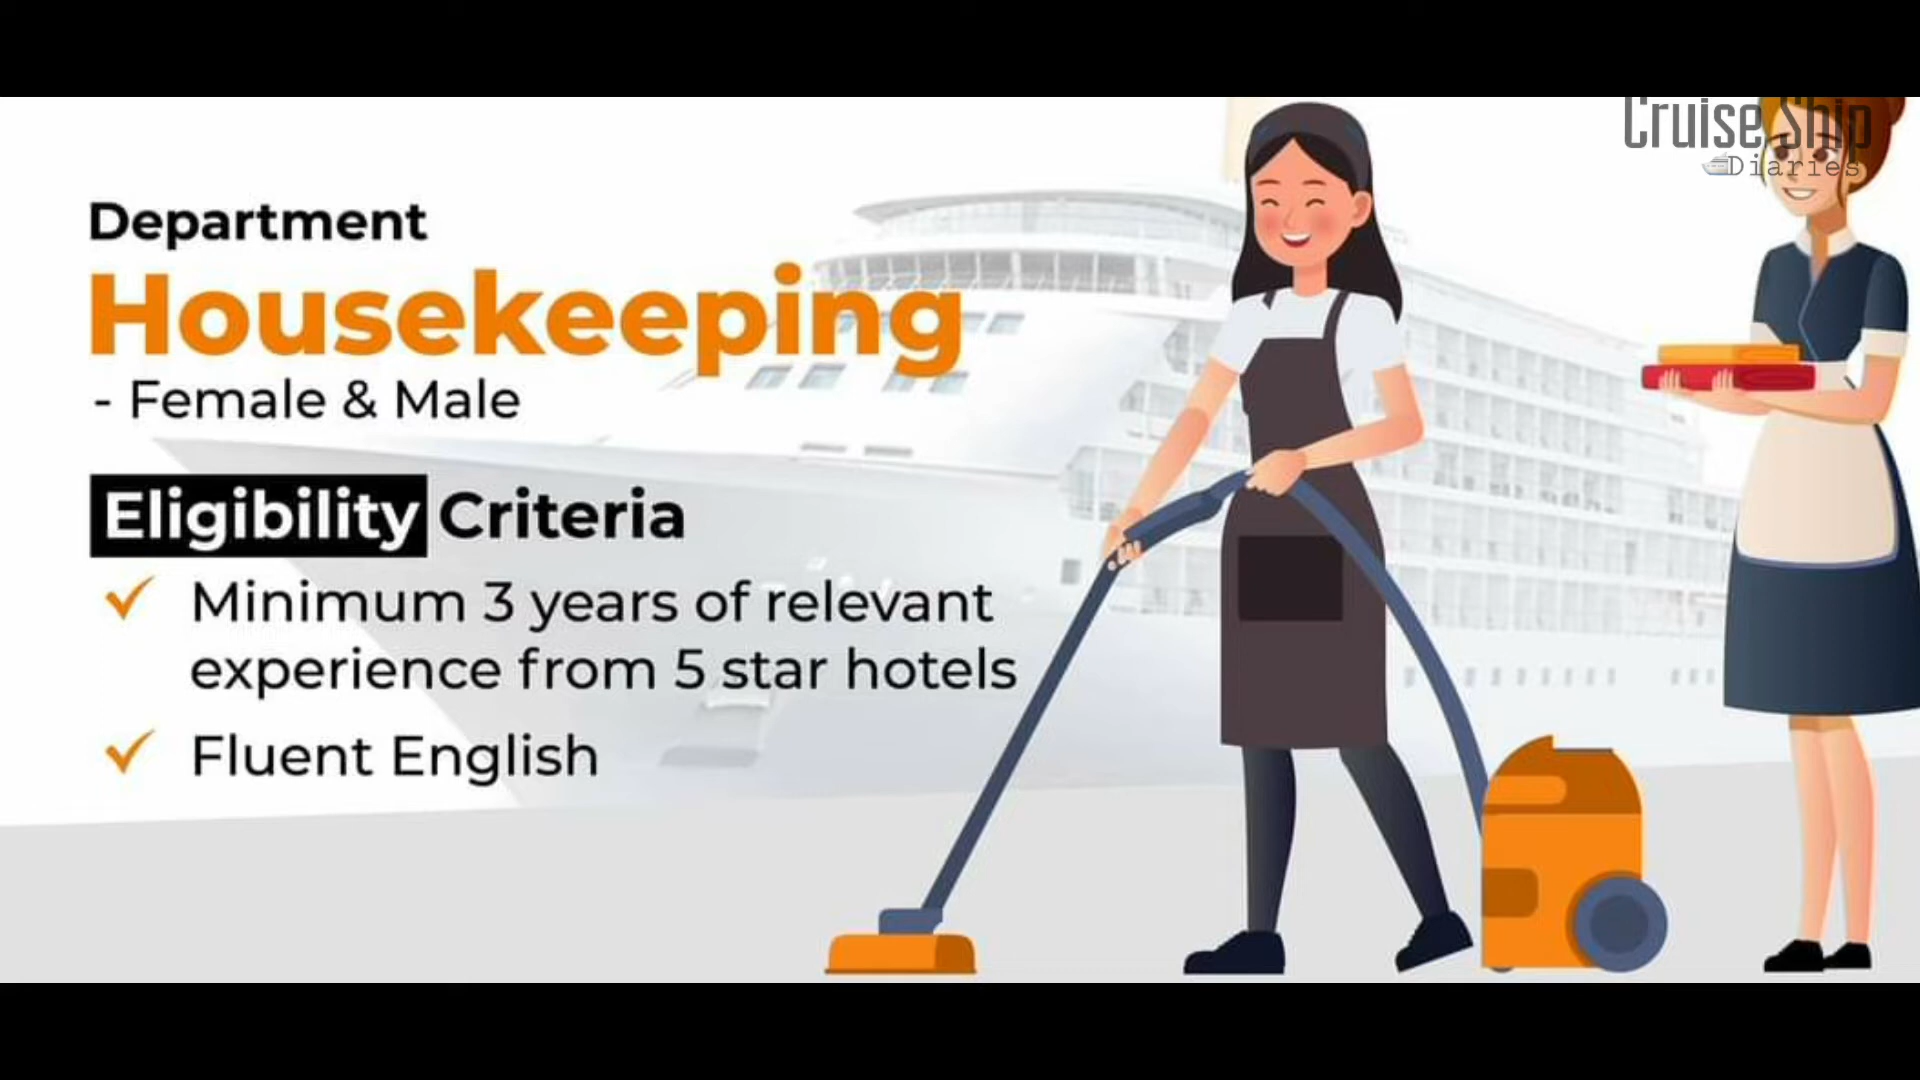 Cruise Ship
Diaries
Department
Housekeeping
- Female & Male
Eligibility Criteria
✓ Minimum 3 years of relevant
experience from 5 star hotels
✓ Fluent English